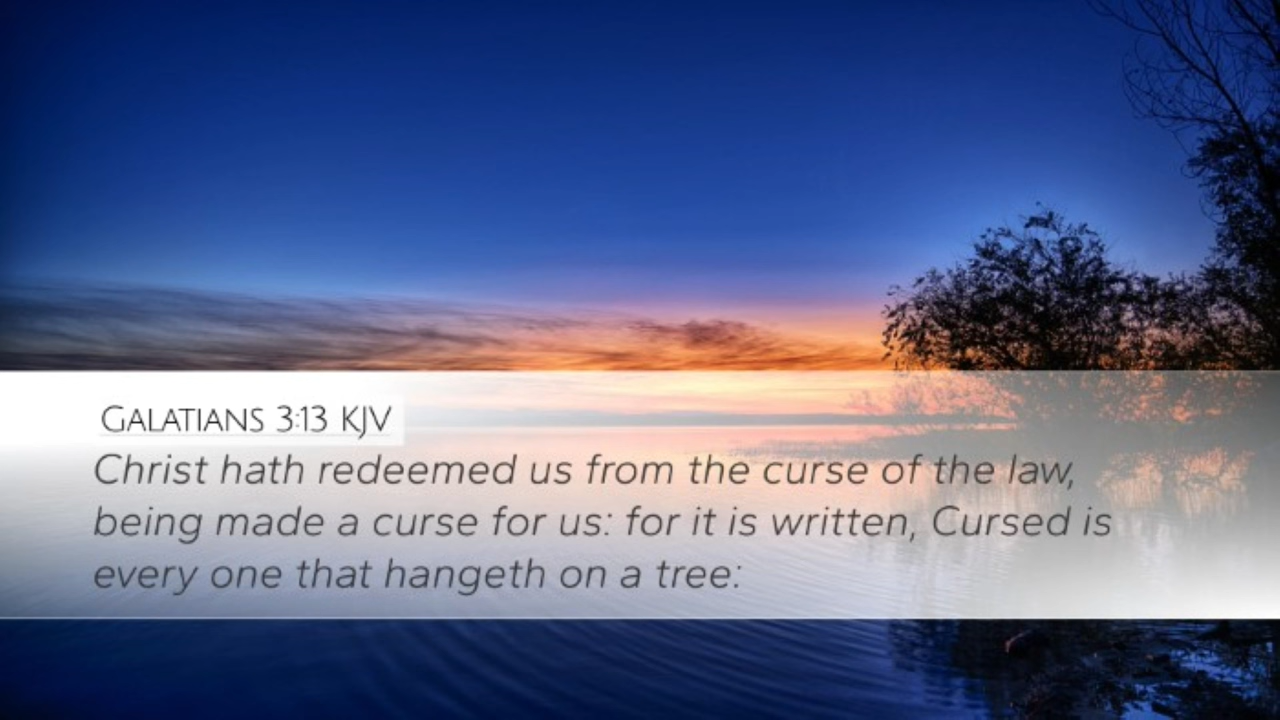 Galatians 3:13 KJV
Christ hath redeemed us from the curse of the law,
being made a curse for us: for it is written, Cursed is
every one that hangeth on a tree: